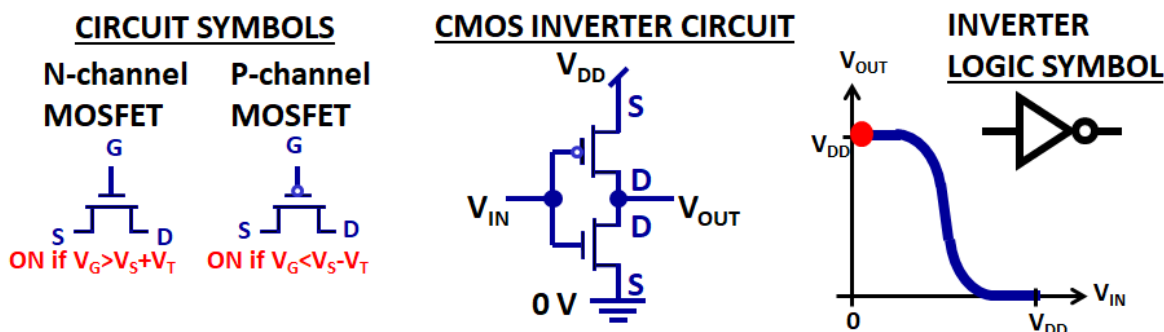 CIRCUIT SYMBOLS
N-channel
MOSFET
G
S
D
ON if VG>VS+VT
P-channel
MOSFET
G
S
D
ON if VG<VS-VT
CMOS INVERTER CIRCUIT
VDD
S
D
VIN
VOUT
D
S
0 V
INVERTER
LOGIC SYMBOL
VOUT
VDD
VIN
0
VDD